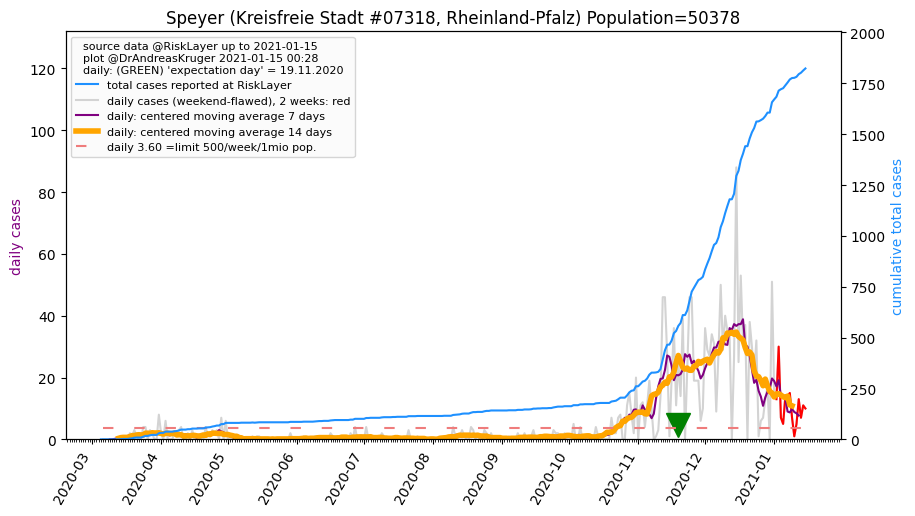 Speyer (Kreisfreie Stadt #07318, Rheinland-Pfalz) Population=50378
source data @RiskLayer up to 2021-01-15
plot @DrAndreasKruger 2021-01-15 00:28
daily: (GREEN) 'expectation day' = 19.11.2020
total cases reported at RiskLayer
daily cases (weekend-flawed), 2 weeks: red
daily: centered moving average 7 days
daily: centered moving average 14 days
daily 3.60 =limit 500/week/1mio pop.
daily cases
120
100
80
60
40
20
0
cumulative total cases
2000
1750
1500
1250
1000
750
500
250
0
2020-03
2020-04
2020-05
2020-06
2020-07
2020-08
2020-09
2020-10
2020-11
2020-12
2021-01